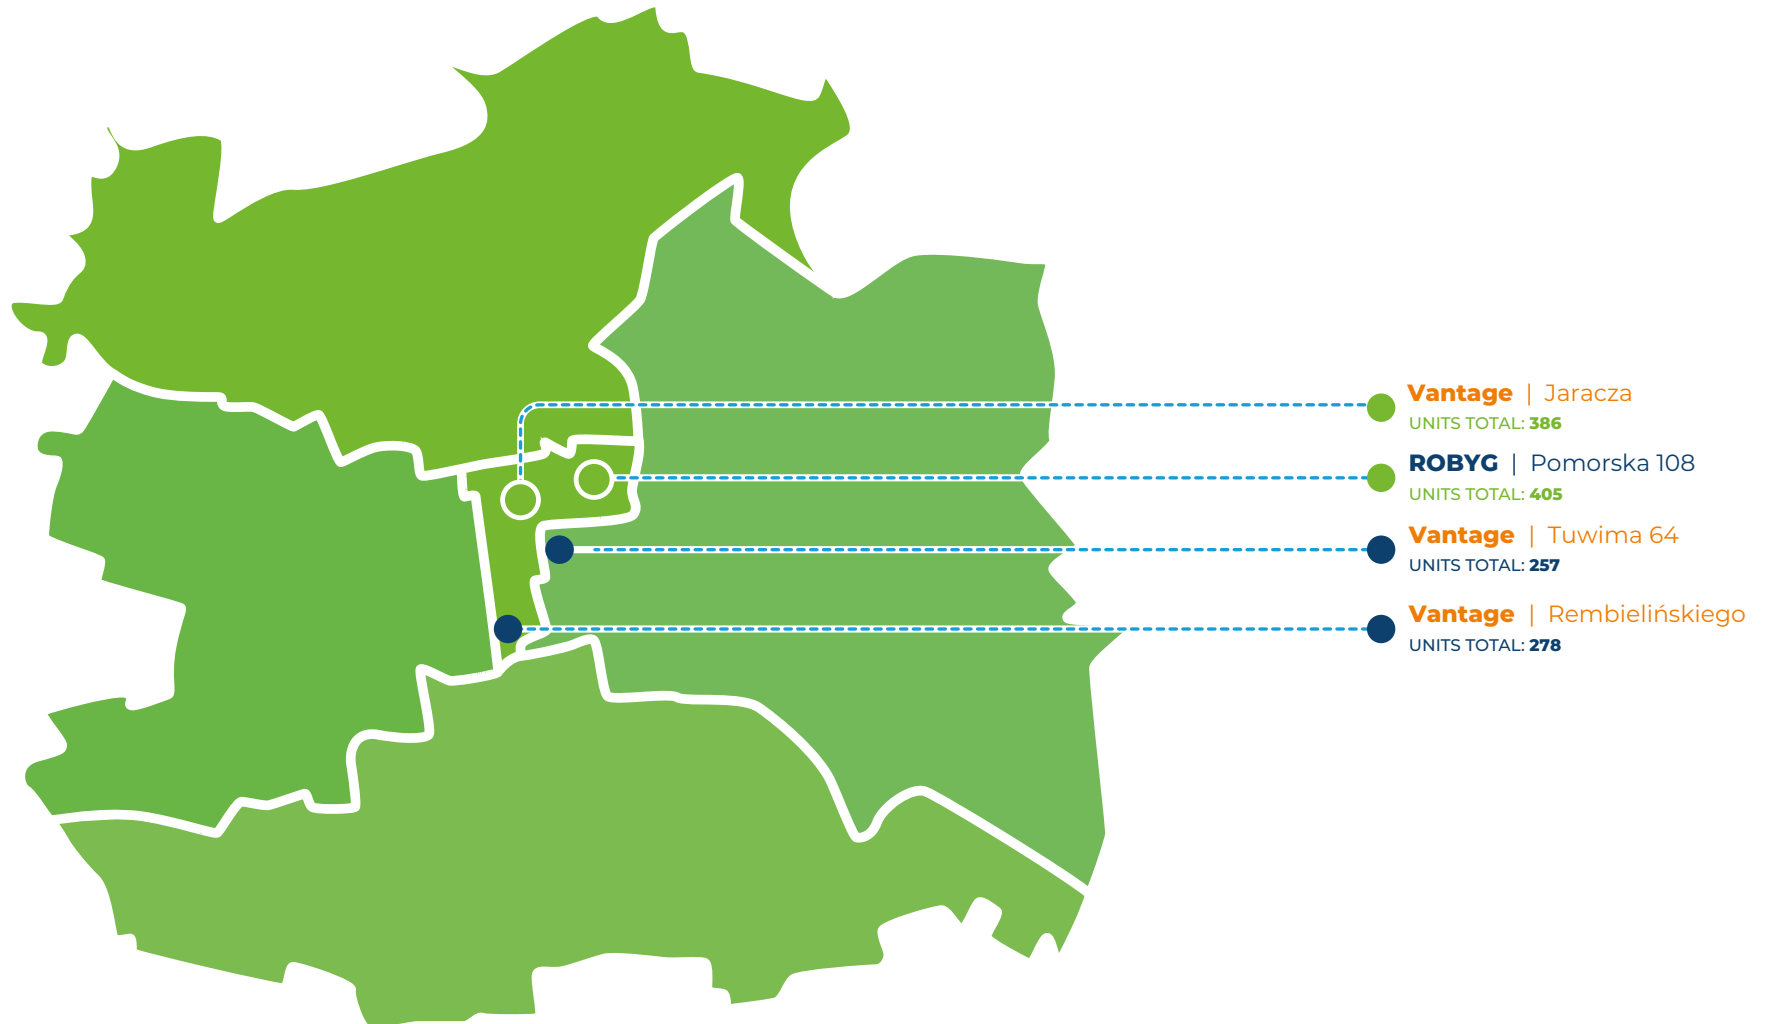 Vantage | Jaracza
UNITS TOTAL: 386
ROBYG | Pomorska 108
UNITS TOTAL: 405
Vantage | Tuwima 64
UNITS TOTAL: 257
Vantage | Rembielińskiego
UNITS TOTAL: 278